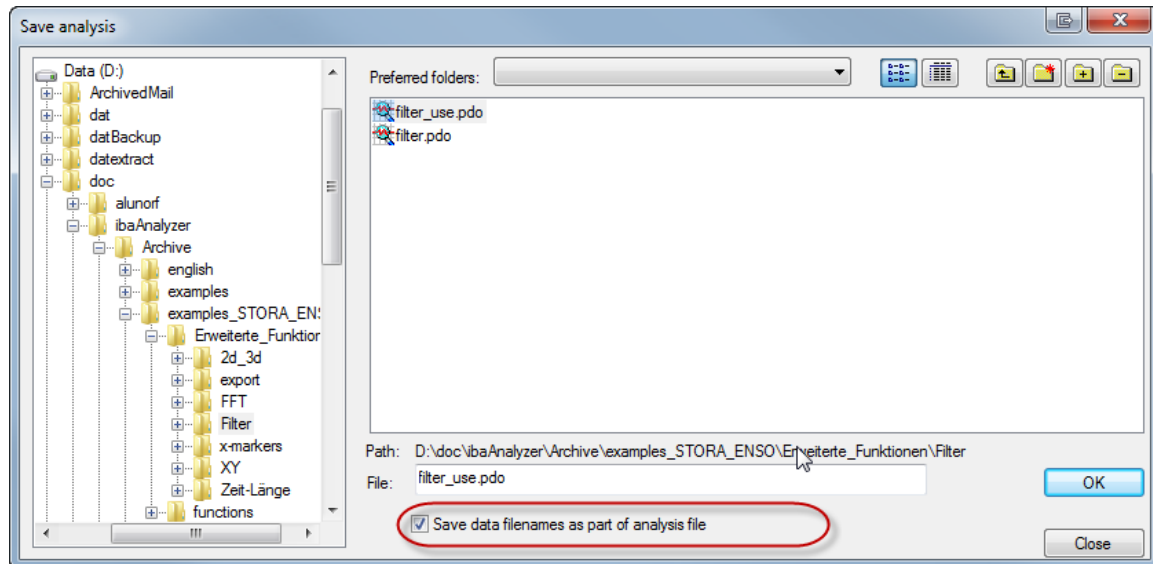 Save analysis
Data (D:)
ArchivedMail
dat
datBackup
datextract
doc
alunorf
ibaAnalyzer
Archive
english
examples
examples_STORA_EN
Erweiterte_Funktior
2d_3d
export
FFT
Filter
x-markers
XY
Zeit-Länge
functions
Preferred folders:
filter_use.pdo
filter.pdo
Path: D:\doc\ibaAnalyzer\Archive\examples_STORA_ENSO\Erweiterte_Funktionen\Filter
File: filter_use.pdo
OK
Save data filenames as part of analysis file
Close